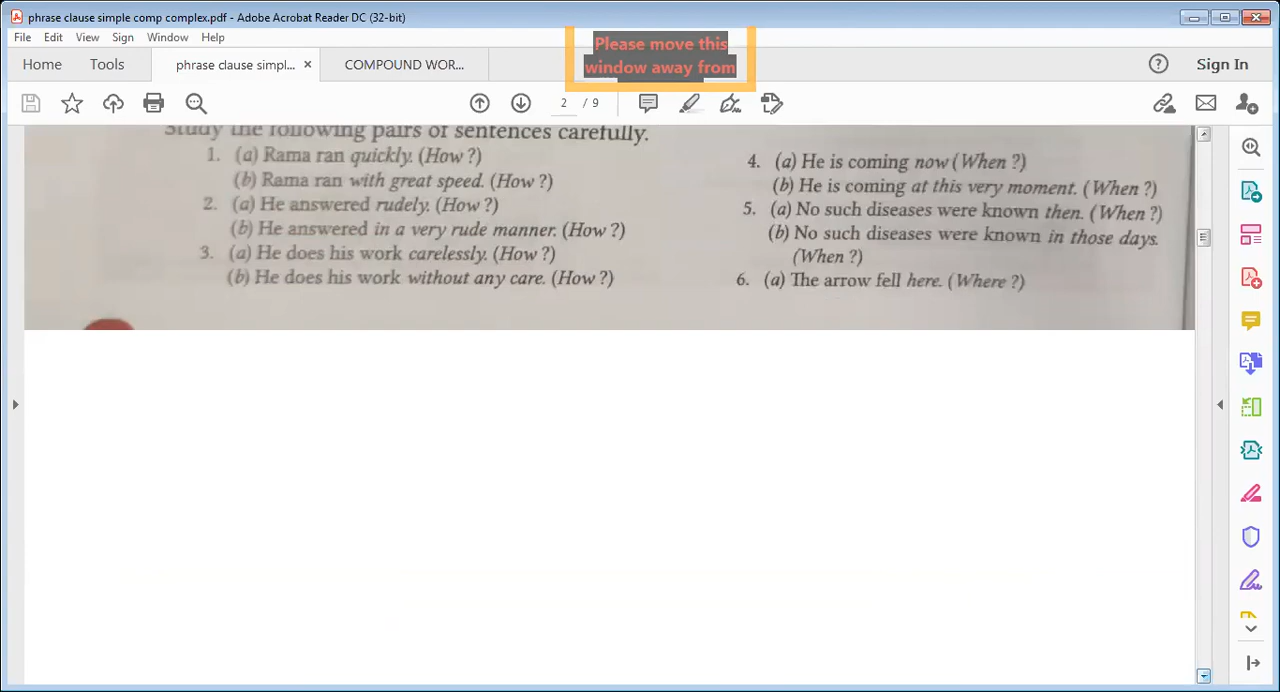 phrase clause simple comp complex.pdf - Adobe Acrobat Reader DC (32-bit)
File Edit View Sign Window Help
Please move this
window away from
Home Tools phrase clause simpl... × COMPOUND WOR... Sign In
2 / 9
Study the following pairs of sentences carefully.
1. (a) Rama ran quickly. (How ?)
(b) Rama ran with great speed. (How ?)
2. (a) He answered rudely. (How ?)
(b) He answered in a very rude manner. (How ?)
3. (a) He does his work carelessly. (How ?)
(b) He does his work without any care. (How ?)
4. (a) He is coming now (When ?)
(b) He is coming at this very moment. (When ?)
5. (a) No such diseases were known then. (When ?)
(b) No such diseases were known in those days.
(When ?)
6. (a) The arrow fell here. (Where ?)